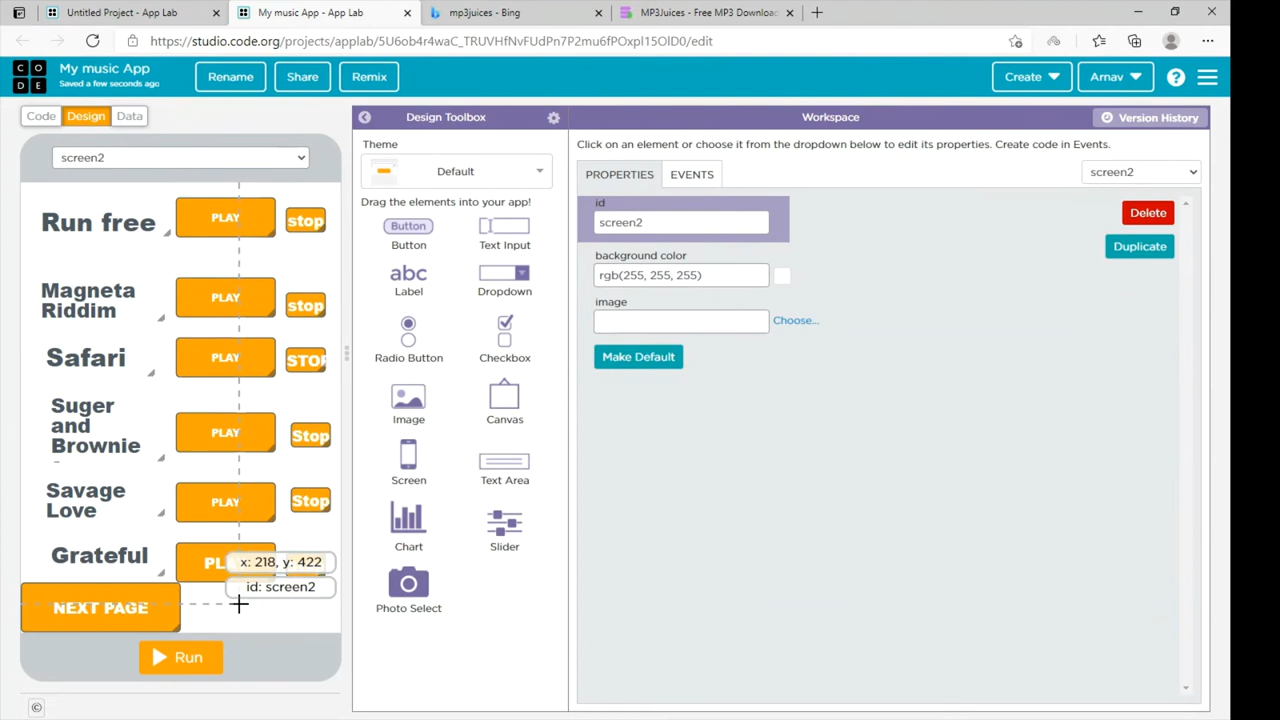 Untitled Project - App Lab
My music App - App Lab
mp3juices - Bing
MP3Juices - Free MP3 Downloa
https://studio.code.org/projects/applab/5U6ob4r4waC_TRUVHfNvFUdPn7P2mu6fPOxpl15OlD0/edit
C O
D E
My music App
Saved a few seconds ago
Rename
Share
Remix
Create
Arnav
?
Code
Design
Data
Design Toolbox
Workspace
Version History
screen2
Theme
Default
Drag the elements into your app!
Button
Button
Text Input
abc
Label
Dropdown
Radio Button
Checkbox
Image
Canvas
Screen
Text Area
Chart
Slider
Photo Select
Click on an element or choose it from the dropdown below to edit its properties. Create code in Events.
PROPERTIES
EVENTS
screen2
id
screen2
Delete
background color
Duplicate
rgb(255, 255, 255)
image
Choose...
Make Default
Run free
PLAY
stop
Magneta
Riddim
PLAY
stop
Safari
PLAY
STOP
Suger
and
Brownie
PLAY
Stop
Savage
Love
PLAY
Stop
Grateful
PL
x: 218, y: 422
id: screen2
NEXT PAGE
Run
©